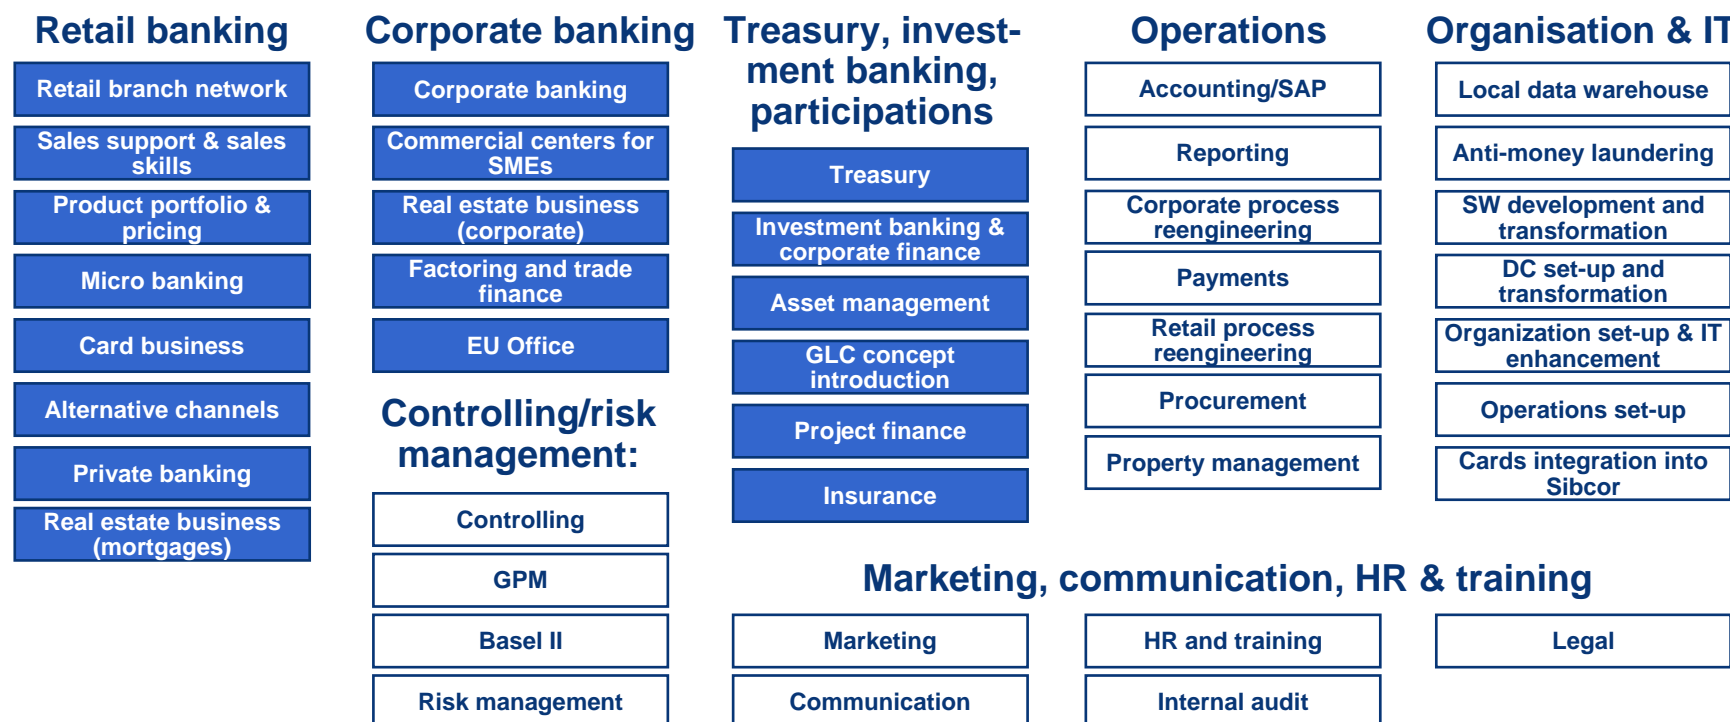 Retail banking
Retail branch network
Sales support & sales
skills
Product portfolio &
pricing
Micro banking
Card business
Alternative channels
Private banking
Real estate business
(mortgages)
Corporate banking
Corporate banking
Commercial centers for
SMEs
Real estate business
(corporate)
Factoring and trade
finance
EU Office
Controlling/risk
management:
Controlling
GPM
Basel II
Risk management
Treasury, invest-
ment banking,
participations
Treasury
Investment banking &
corporate finance
Asset management
GLC concept
introduction
Project finance
Insurance
Operations
Accounting/SAP
Reporting
Corporate process
reengineering
Payments
Retail process
reengineering
Procurement
Property management
Organisation & IT
Local data warehouse
Anti-money laundering
SW development and
transformation
DC set-up and
transformation
Organization set-up & IT
enhancement
Operations set-up
Cards integration into
Sibcor
Marketing, communication, HR & training
Marketing
Communication
HR and training
Internal audit
Legal